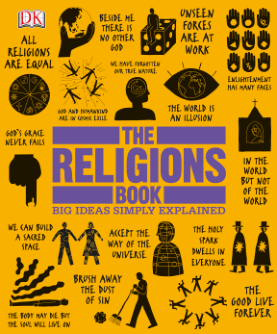 DK
ALL
RELIGIONS
ARE EQUAL
BESIDE ME
THERE IS
NO OTHER
GOD
UNSEEN
FORCES
ARE AT
WORK
WE HAVE FORGOTTEN
OUR TRUE NATURE.
ENLIGHTENMENT
HAS MANY FACES
GOD AND HUMANKIND
ARE IN COSMIC EXILE.
THE WORLD IS
AN ILLUSION
GOD'S GRACE
NEVER FAILS
THE
RELIGIONS
BOOK
BIG IDEAS SIMPLY EXPLAINED
IN THE
WORLD
BUT NOT
OF THE
WORLD
WE CAN BUILD
A SACRED
SPACE
ACCEPT THE
WAY OF THE
UNIVERSE
THE HOLY
SPARK
DWELLS IN
EVERYONE
BRUSH AWAY
THE DUST
OF SIN
THE BODY MAY DIE BUT
THE SOUL WILL LIVE ON
THE
GOOD LIVE
FOREVER